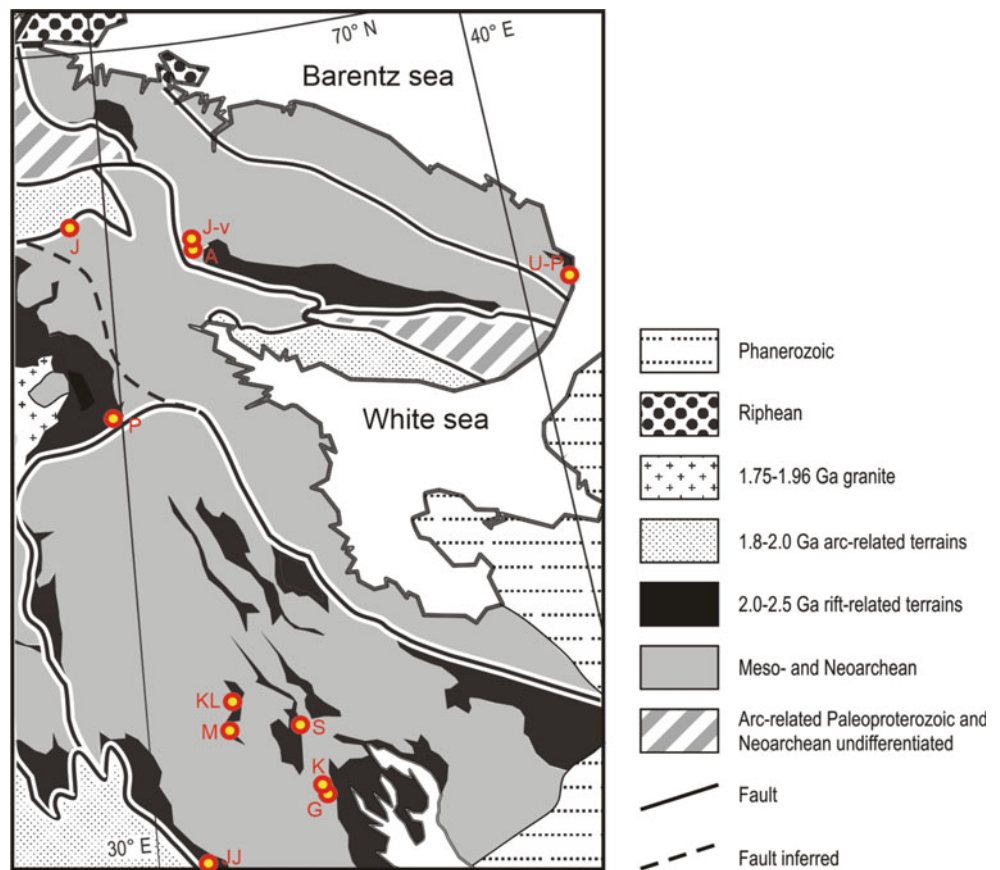 70° N
40° E
Barentz sea
J-v
J
A
U-P
White sea
P
KL
M
S
K
G
30° E
JJ
Phanerozoic
Riphean
1.75-1.96 Ga granite
1.8-2.0 Ga arc-related terrains
2.0-2.5 Ga rift-related terrains
Meso- and Neoarchean
Arc-related Paleoproterozoic and
Neoarchean undifferentiated
Fault
Fault inferred